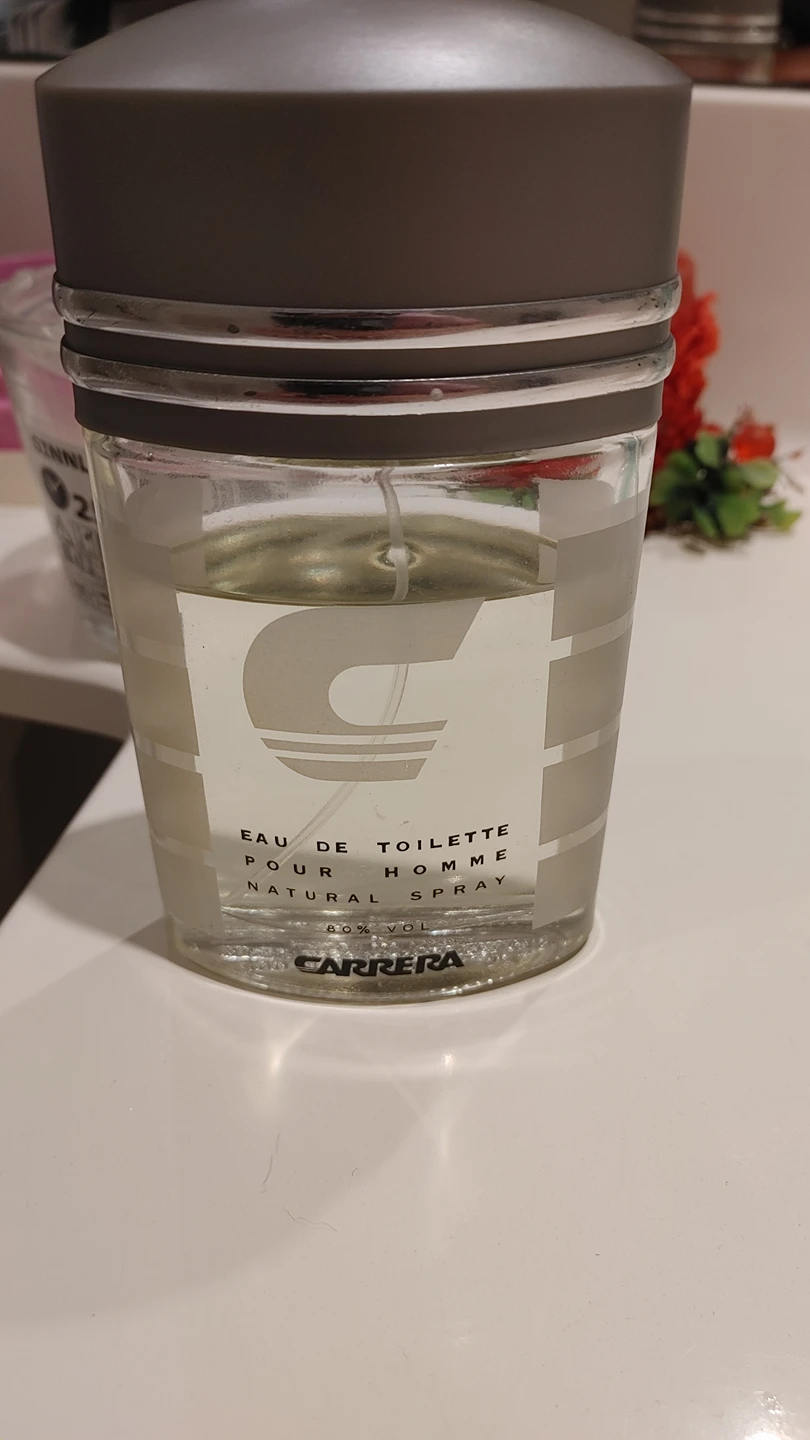 EAU DE TOILETTE
POUR HOMME
NATURAL SPRAY
80% VOL
CARRERA